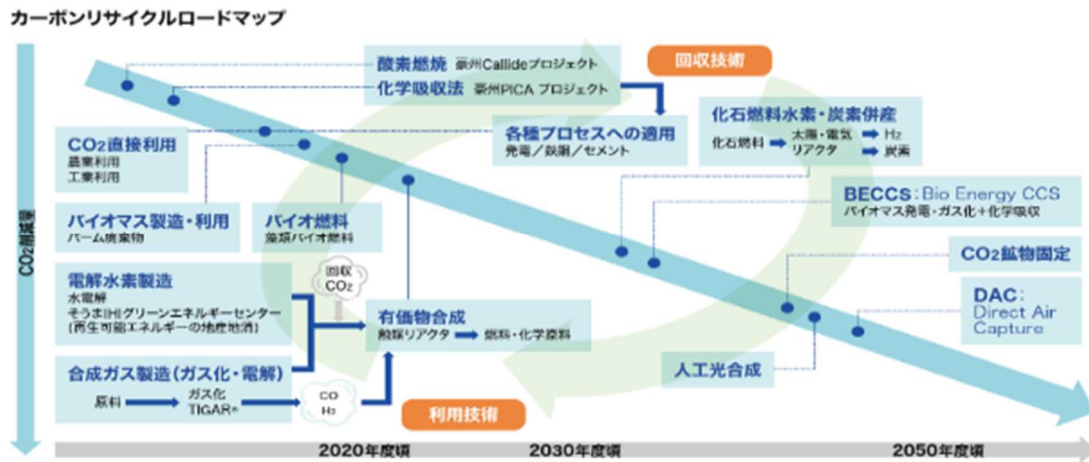 カーボンリサイクルロードマップ
CO2削減量
酸素燃焼 豪州Callideプロジェクト
化学吸収法 豪州PICA プロジェクト
回収技術
各種プロセスへの適用
発電／鉄鋼／セメント
化石燃料水素・炭素併産
化石燃料
太陽・電気
リアクタ
H2
炭素
CO2直接利用
農業利用
工業利用
BECCs：Bio Energy CCS
バイオマス発電・ガス化＋化学吸収
バイオマス製造・利用
パーム廃棄物
バイオ燃料
藻類バイオ燃料
CO2鉱物固定
電解水素製造
水電解
そうまIHIグリーンエネルギーセンター
(再生可能エネルギーの地産地消)
回収
CO2
有価物合成
触媒リアクタ
燃料・化学原料
DAC：
Direct Air
Capture
人工光合成
合成ガス製造(ガス化・電解)
原料
ガス化
TIGAR®
CO
H2
利用技術
2020年度頃
2030年度頃
2050年度頃